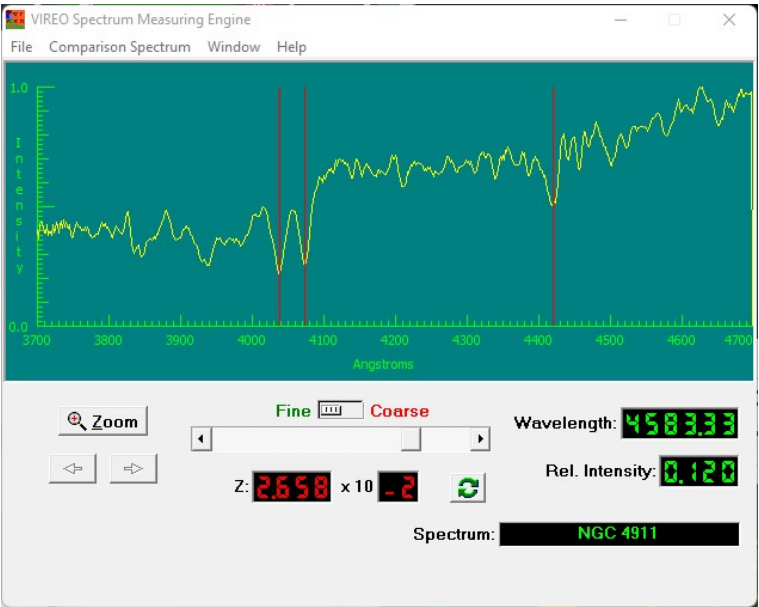 VIREO Spectrum Measuring Engine
File Comparison Spectrum Window Help
1.0
Intensity
0.0
3700 3800 3900 4000 4100 4200 4300 4400 4500 4600 4700
Angstroms
Fine Coarse
Zoom
Wavelength: 4583.33
Rel. Intensity: 0.120
Z: 2.658 x 10 -2
Spectrum: NGC 4911